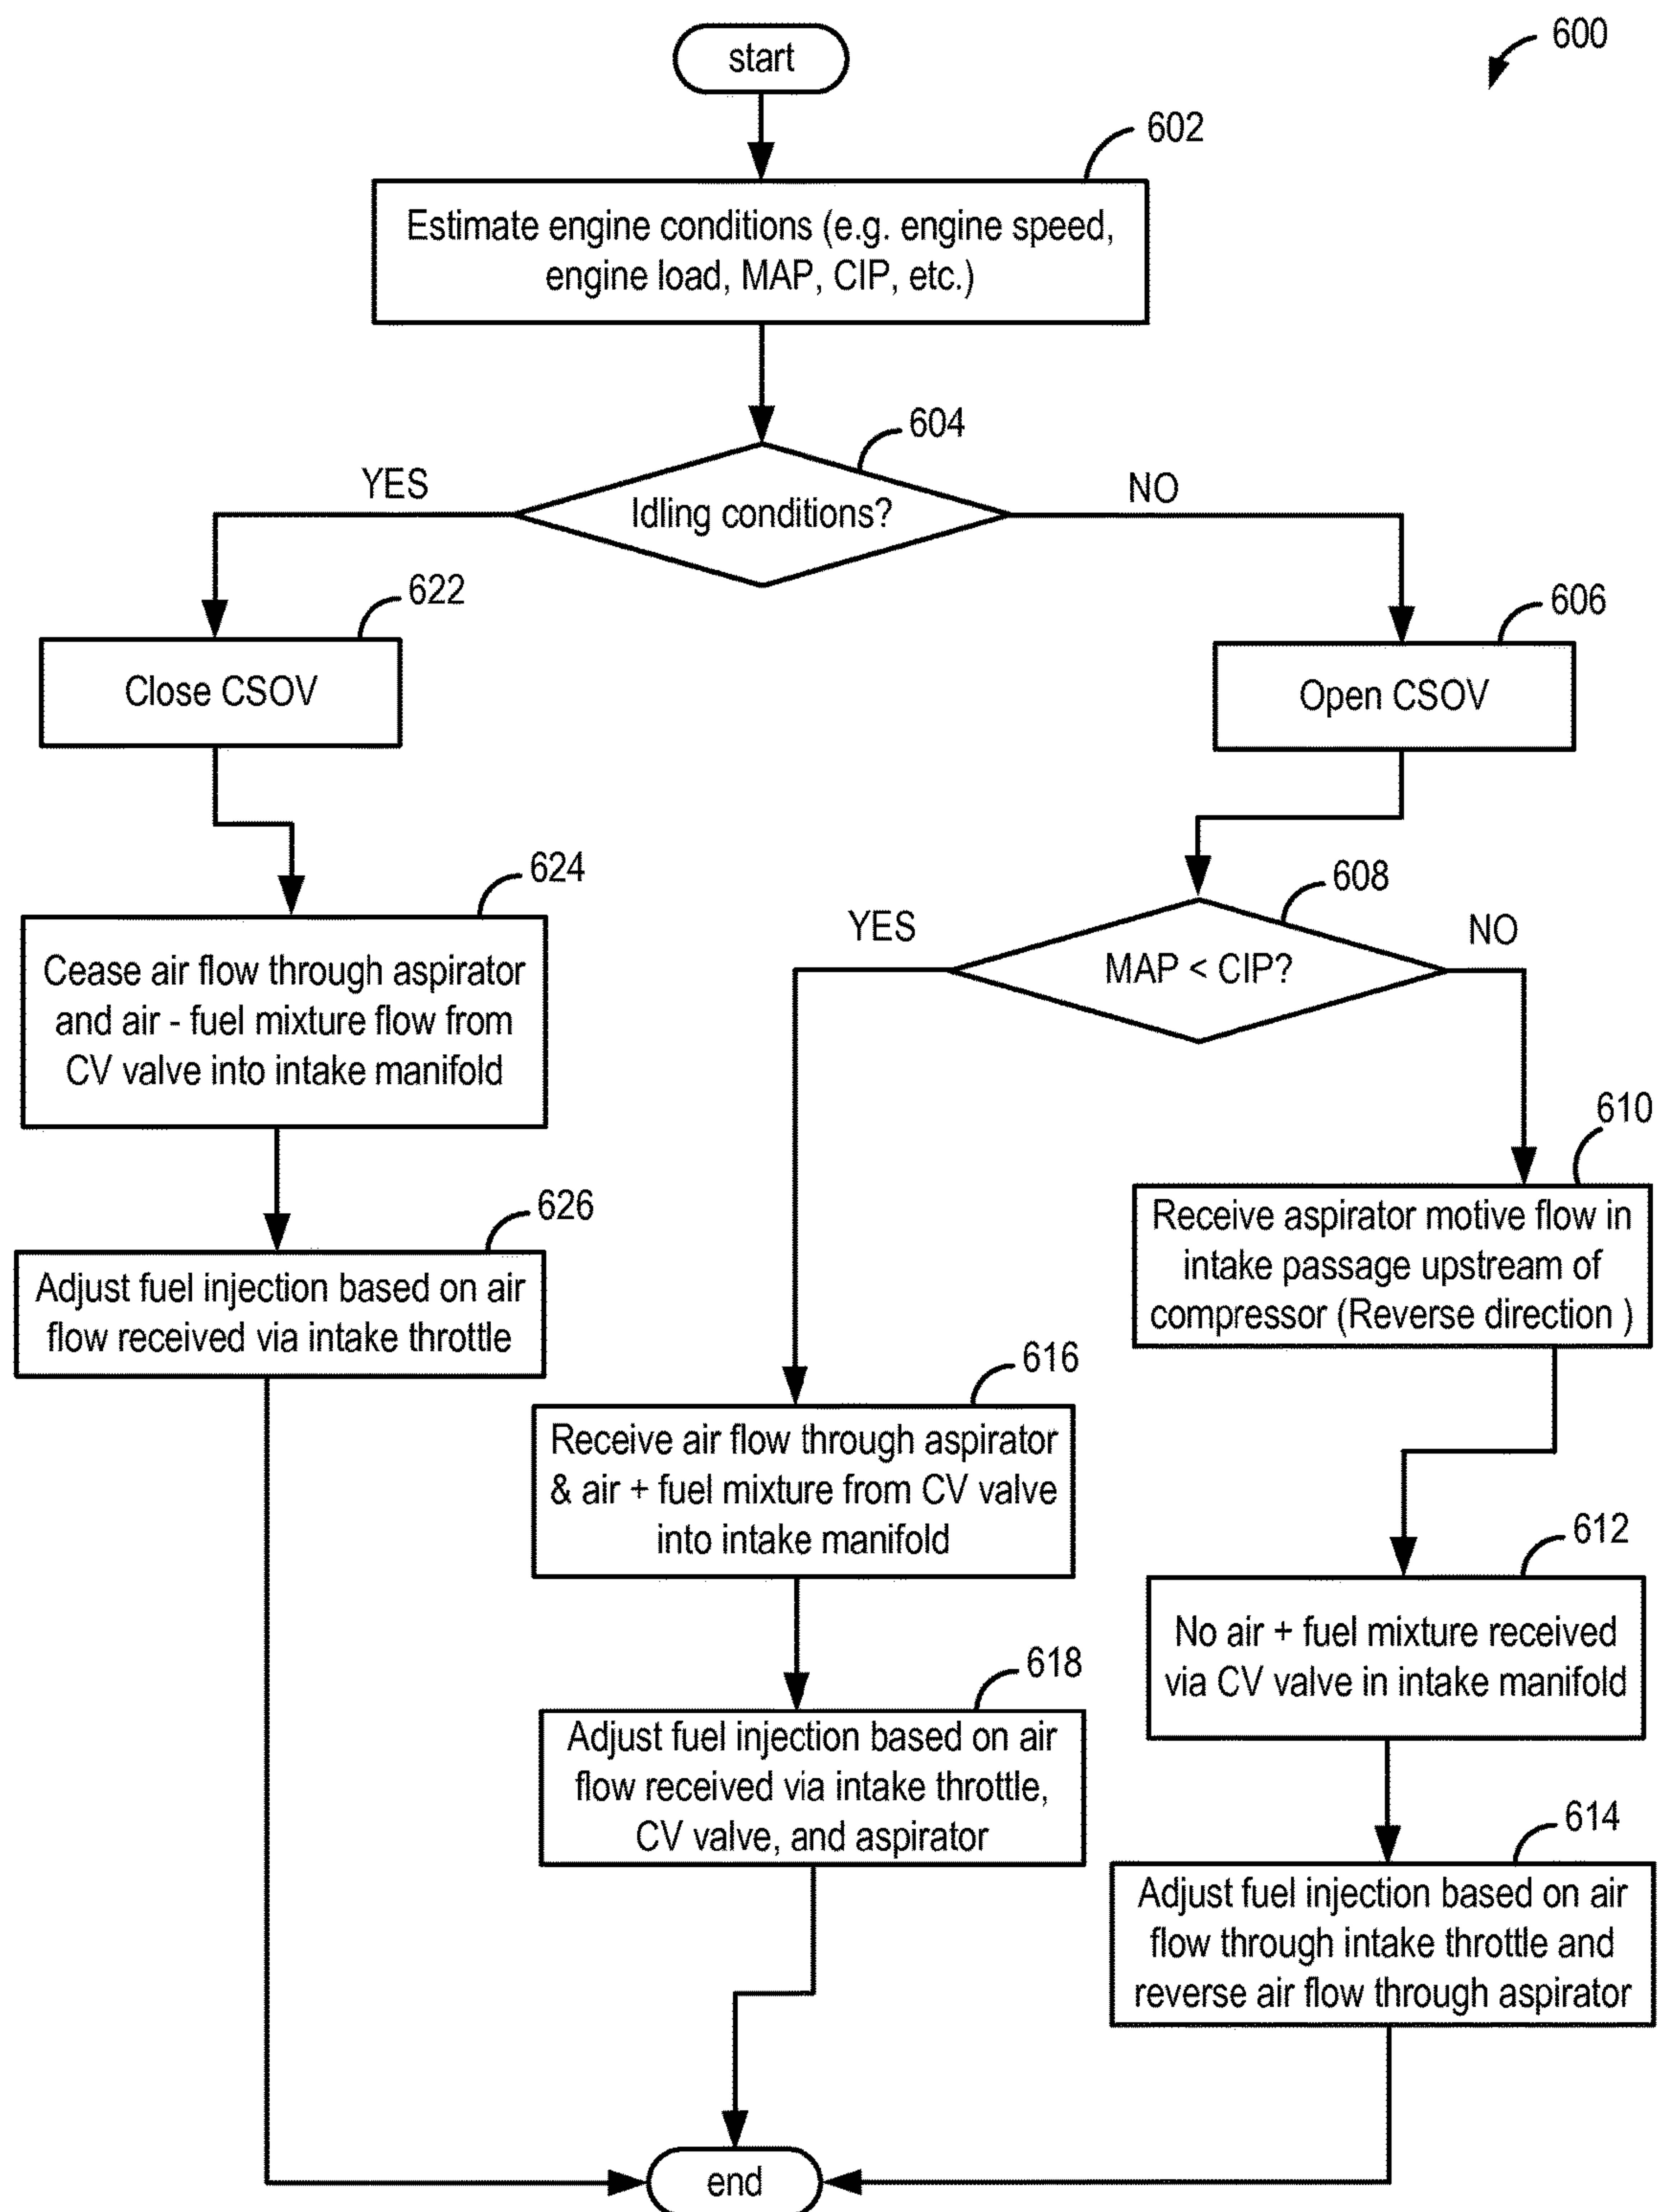 600
start
602
Estimate engine conditions (e.g. engine speed,
engine load, MAP, CIP, etc.)
604
Idling conditions?
YES
NO
622
Close CSOV
606
Open CSOV
624
Cease air flow through aspirator
and air - fuel mixture flow from
CV valve into intake manifold
626
Adjust fuel injection based on air
flow received via intake throttle
608
MAP < CIP?
YES
NO
616
Receive air flow through aspirator
& air + fuel mixture from CV valve
into intake manifold
618
Adjust fuel injection based on air
flow received via intake throttle,
CV valve, and aspirator
610
Receive aspirator motive flow in
intake passage upstream of
compressor (Reverse direction )
612
No air + fuel mixture received
via CV valve in intake manifold
614
Adjust fuel injection based on air
flow through intake throttle and
reverse air flow through aspirator
end